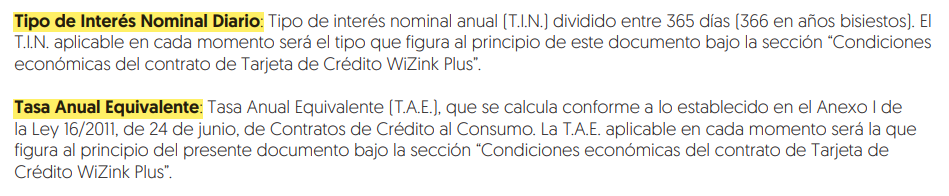 Tipo de Interés Nominal Diario: Tipo de interés nominal anual (T.I.N.) dividido entre 365 días (366 en años bisiestos). El
T.I.N. aplicable en cada momento será el tipo que figura al principio de este documento bajo la sección “Condiciones
económicas del contrato de Tarjeta de Crédito WiZink Plus”.
Tasa Anual Equivalente: Tasa Anual Equivalente (T.A.E.), que se calcula conforme a lo establecido en el Anexo I de
la Ley 16/2011, de 24 de junio, de Contratos de Crédito al Consumo. La T.A.E. aplicable en cada momento será la que
figura al principio del presente documento bajo la sección “Condiciones económicas del contrato de Tarjeta de
Crédito WiZink Plus”.